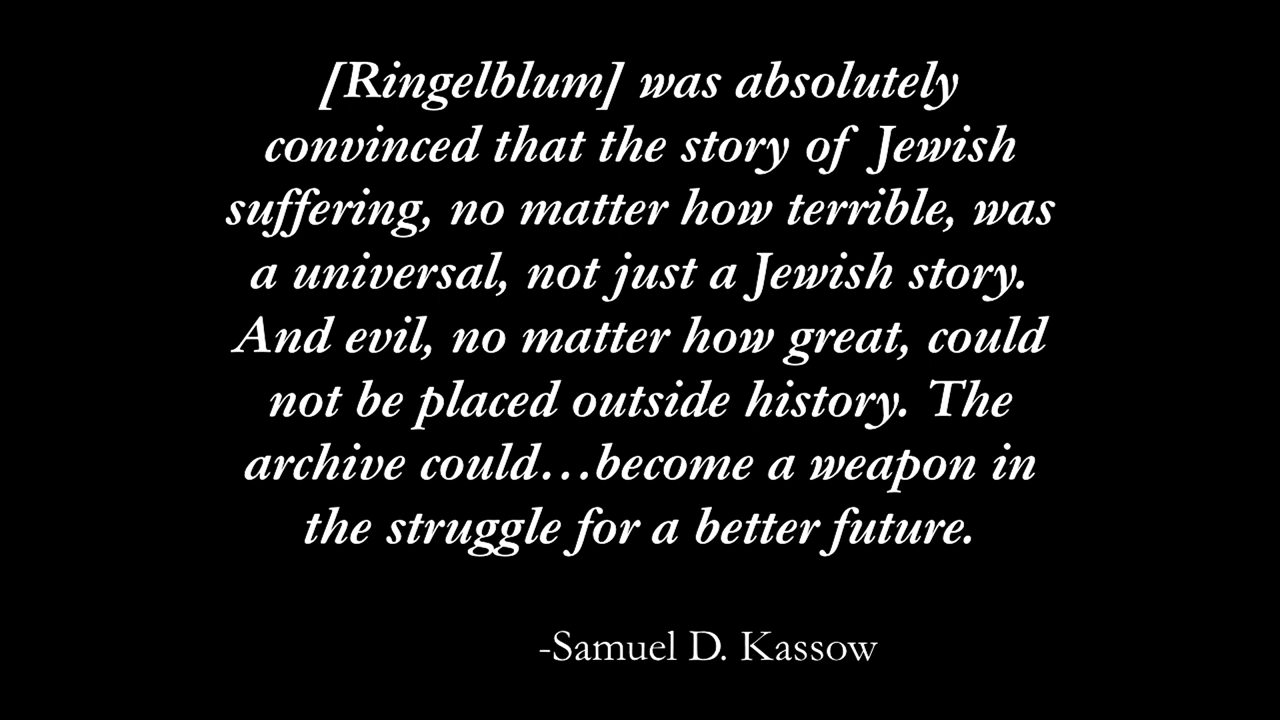 [Ringelblum] was absolutely
convinced that the story of Jewish
suffering, no matter how terrible, was
a universal, not just a Jewish story.
And evil, no matter how great, could
not be placed outside history. The
archive could…become a weapon in
the struggle for a better future.
-Samuel D. Kassow